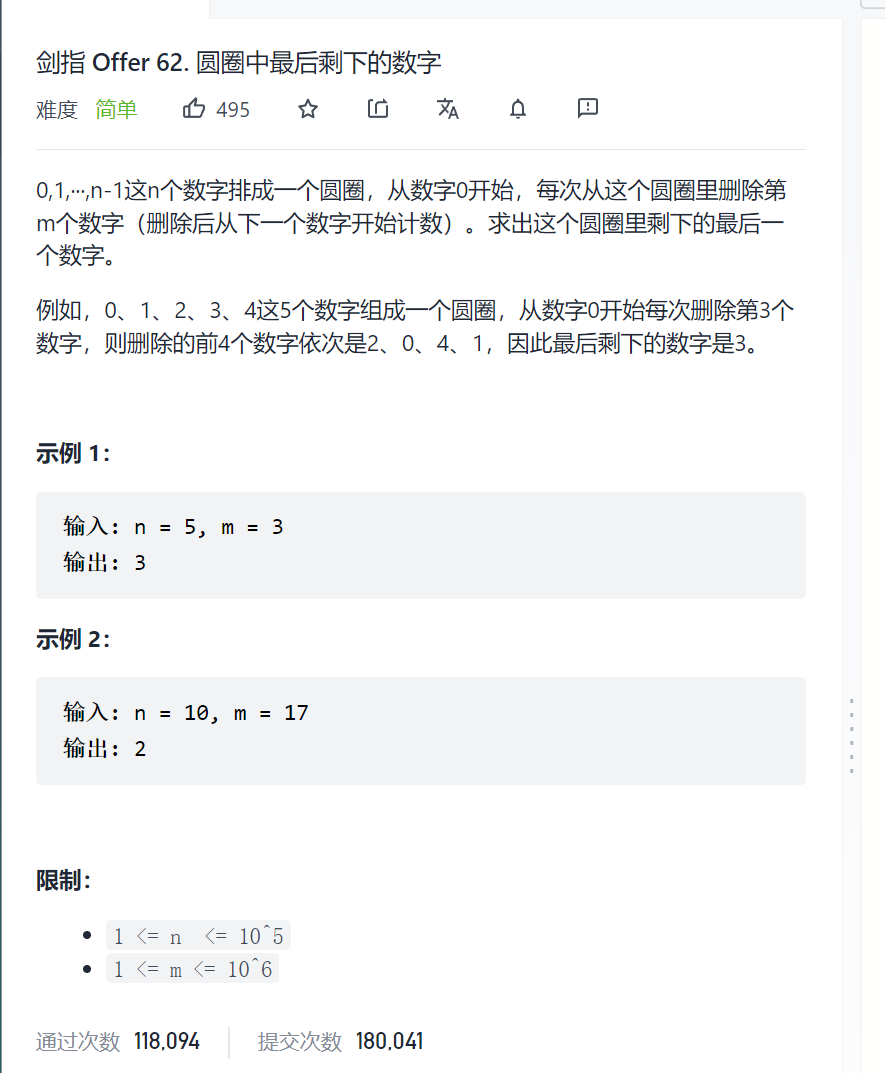 剑指 Offer 62. 圆圈中最后剩下的数字
难度 简单 495
0,1,···,n-1这n个数字排成一个圆圈，从数字0开始，每次从这个圆圈里删除第
m个数字（删除后从下一个数字开始计数）。求出这个圆圈里剩下的最后一
个数字。
例如，0、1、2、3、4这5个数字组成一个圆圈，从数字0开始每次删除第3个
数字，则删除的前4个数字依次是2、0、4、1，因此最后剩下的数字是3。
示例 1：
输入: n = 5, m = 3
输出: 3
示例 2：
输入: n = 10, m = 17
输出: 2
限制：
1 <= n  <= 10^5
1 <= m <= 10^6
通过次数 118,094 提交次数 180,041